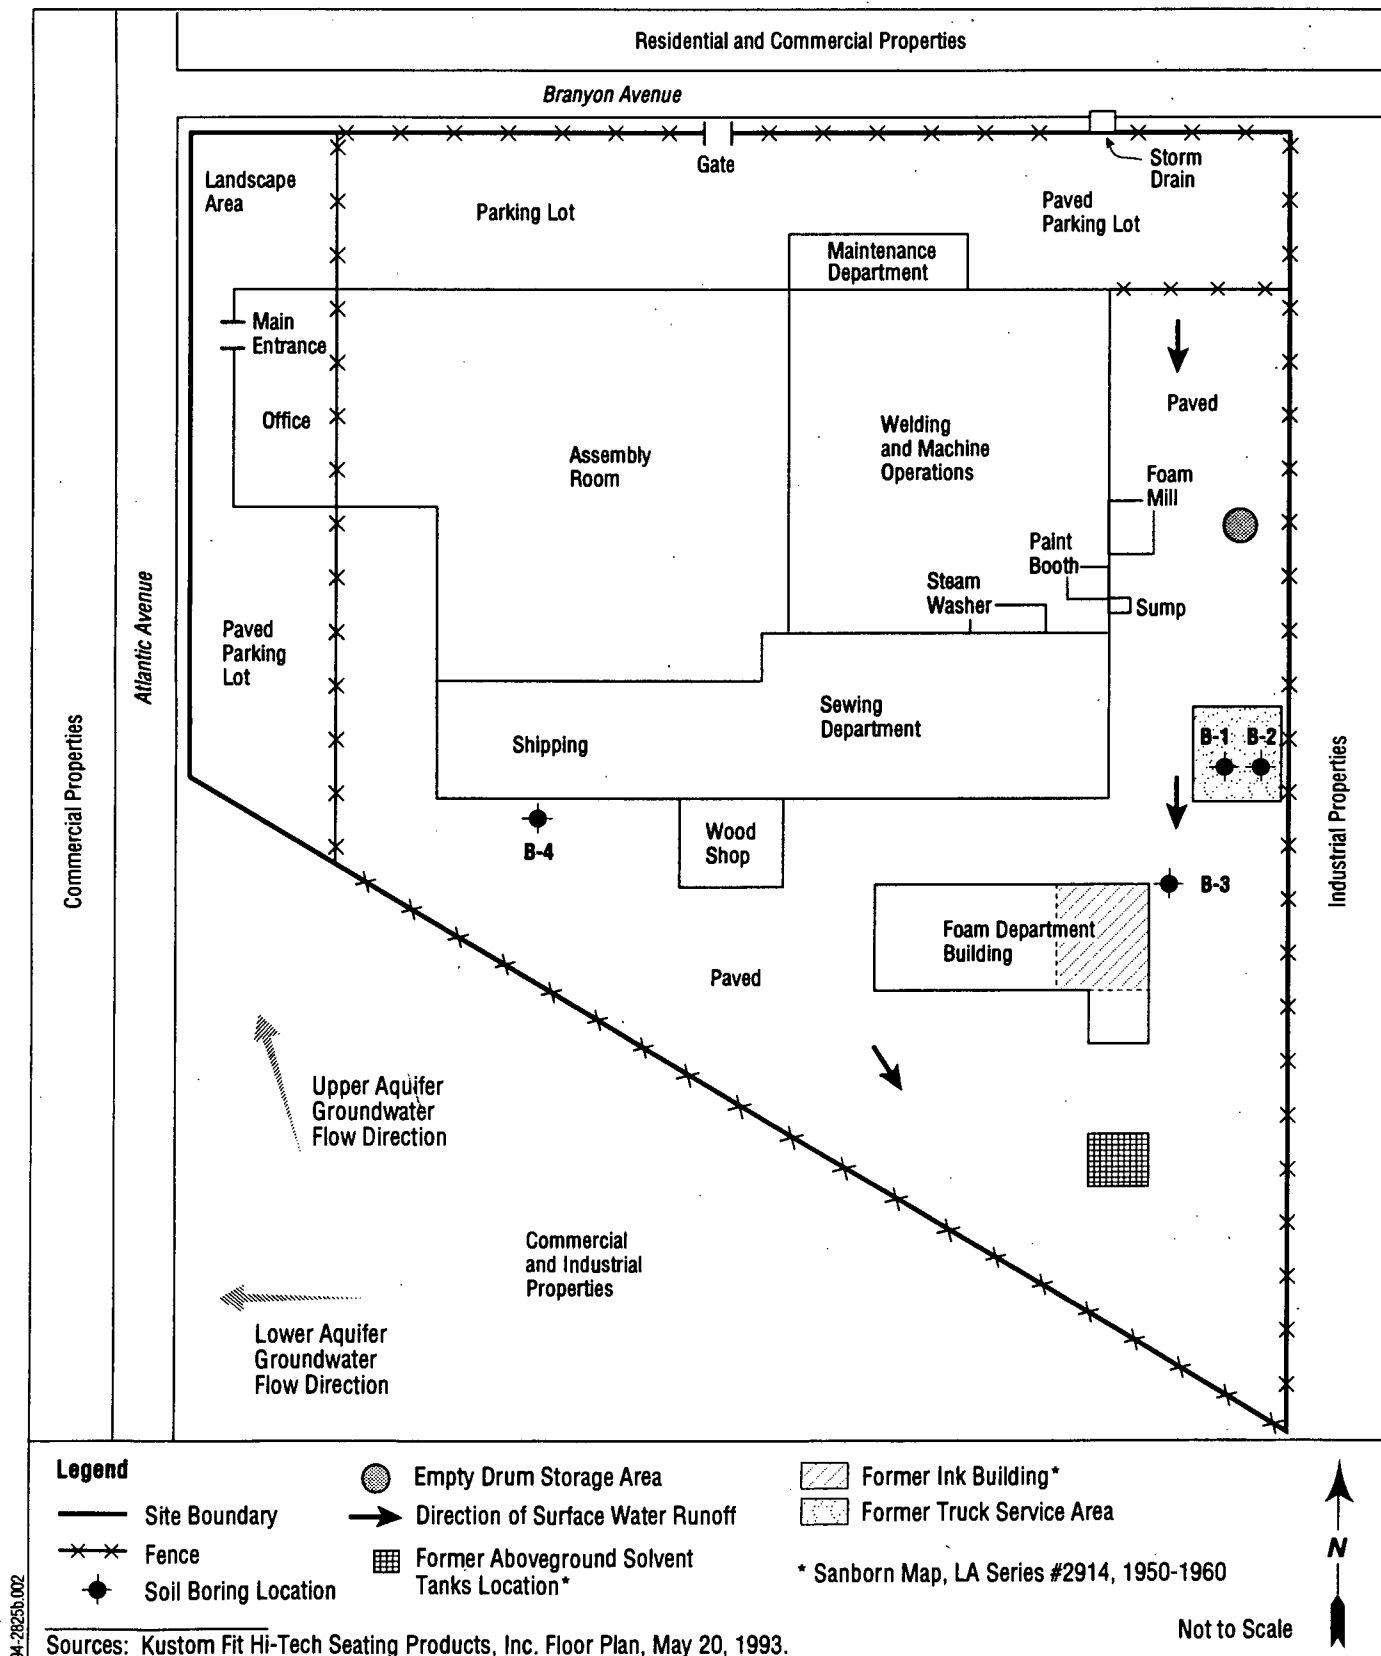 Residential and Commercial Properties
Branyon Avenue
Gate
Storm
Drain
Landscape
Area
Parking Lot
Paved
Parking Lot
Maintenance
Department
Main
Entrance
Office
Assembly
Room
Welding
and Machine
Operations
Paved
Foam
Mill
Paint
Booth
Steam
Washer
Sump
Atlantic Avenue
Paved
Parking
Lot
Commercial Properties
Sewing
Department
Shipping
B-1 B-2
Industrial Properties
Wood
Shop
B-4
B-3
Foam Department
Building
Paved
Upper Aquifer
Groundwater
Flow Direction
Commercial
and Industrial
Properties
Lower Aquifer
Groundwater
Flow Direction
Legend
Site Boundary
Fence
Soil Boring Location
Empty Drum Storage Area
Direction of Surface Water Runoff
Former Aboveground Solvent
Tanks Location*
Former Ink Building*
Former Truck Service Area
* Sanborn Map, LA Series #2914, 1950-1960
N
Not to Scale
94-2825b.002
Sources: Kustom Fit Hi-Tech Seating Products, Inc. Floor Plan, May 20, 1993.